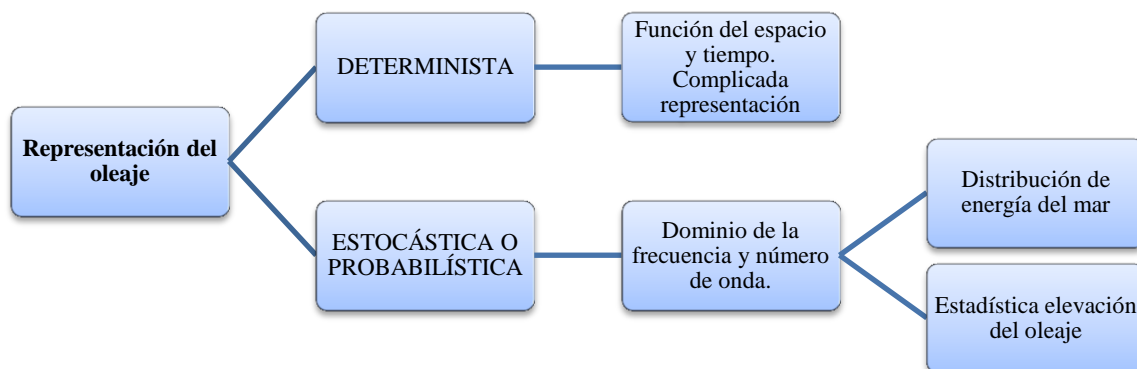 Representación del
oleaje
DETERMINISTA
Función del espacio
y tiempo.
Complicada
representación
ESTOCÁSTICA O
PROBABILÍSTICA
Dominio de la
frecuencia y número
de onda.
Distribución de
energía del mar
Estadística elevación
del oleaje